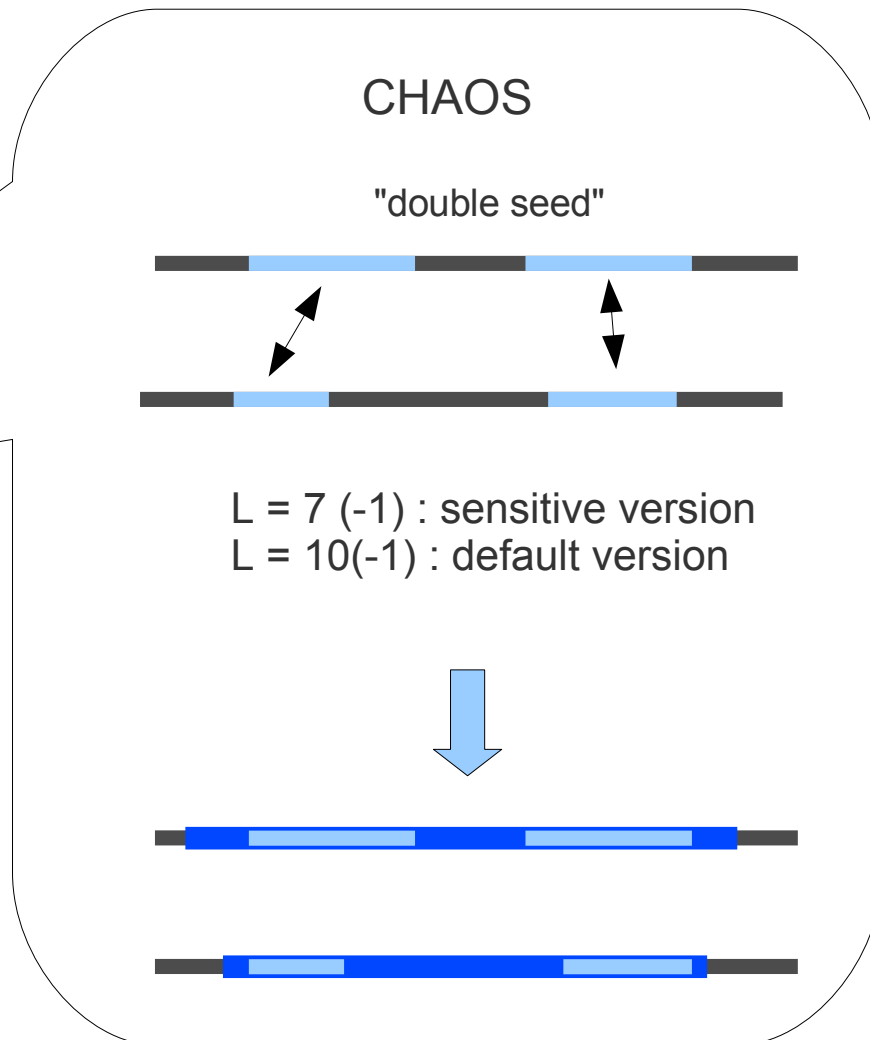 CHAOS
"double seed"
L = 7 (-1) : sensitive version
L = 10(-1) : default version